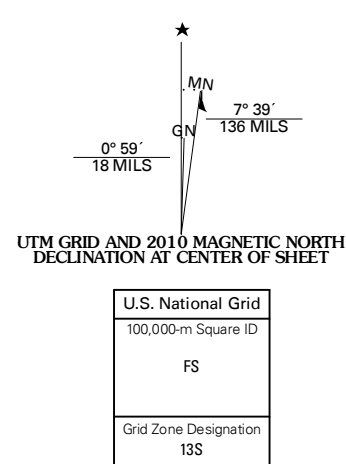 ★
MN
7° 39´
136 MILS
GN
0° 59´
18 MILS
UTM GRID AND 2010 MAGNETIC NORTH
DECLINATION AT CENTER OF SHEET
U.S. National Grid
100,000-m Square ID
FS
Grid Zone Designation
13S